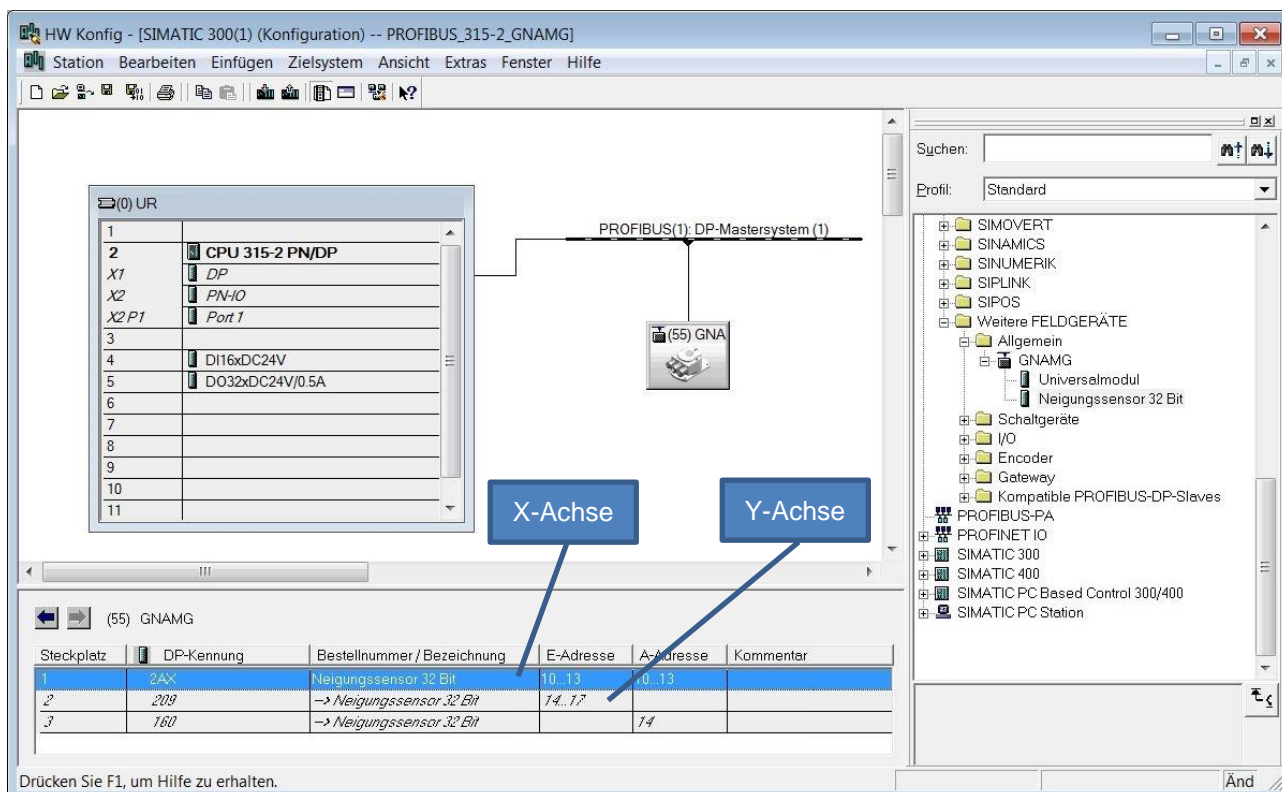 HW Konfig - [SIMATIC 300(1) (Konfiguration) -- PROFIBUS_315-2_GNAMG]
Station Bearbeiten Einfügen Zielsystem Ansicht Extras Fenster Hilfe
(0) UR
1
2 CPU 315-2 PN/DP
X1 DP
X2 PN-IO
X2 P1 Port 1
3
4 DI16xDC24V
5 DO32xDC24V/0.5A
6
7
8
9
10
11
PROFIBUS(1): DP-Mastersystem (1)
(55) GNA
X-Achse
Y-Achse
Suchen:
Profil: Standard
SIMOVERT
SINAMICS
SINUMERIK
SIPLINK
SIPOS
Weitere FELDGERÄTE
Allgemein
GNAMG
Universalmodul
Neigungssensor 32 Bit
Schaltgeräte
I/O
Encoder
Gateway
Kompatible PROFIBUS-DP-Slaves
PROFIBUS-PA
PROFINET IO
SIMATIC 300
SIMATIC 400
SIMATIC PC Based Control 300/400
SIMATIC PC Station
(55) GNAMG
Steckplatz DP-Kennung Bestellnummer / Bezeichnung E-Adresse A-Adresse Kommentar
1 2AX Neigungssensor 32 Bit 10...13 10...13
2 209 --> Neigungssensor 32 Bit 14...17
3 160 --> Neigungssensor 32 Bit 14
Drücken Sie F1, um Hilfe zu erhalten.
Änd